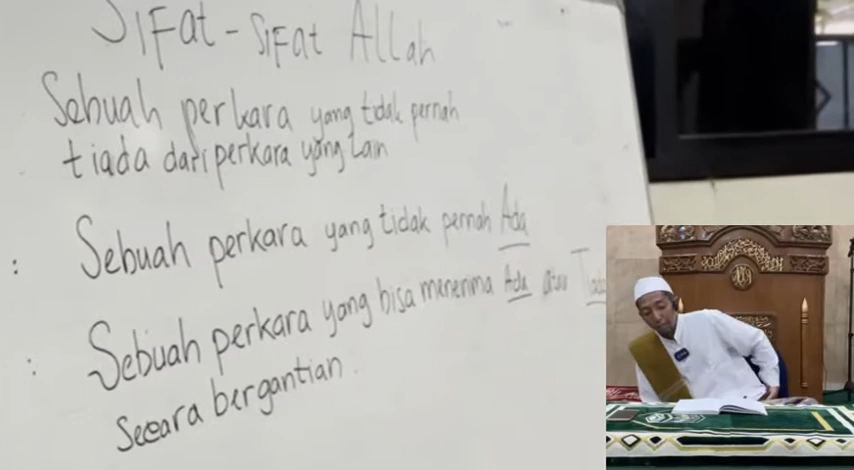 Sifat - Sifat Allah
Sebuah perkara yang tidak pernah
tiada dari perkara yang Lain
: Sebuah perkara yang tidak pernah Ada
: Sebuah perkara yang bisa menerima Ada atau Tiada
Secara bergantian.